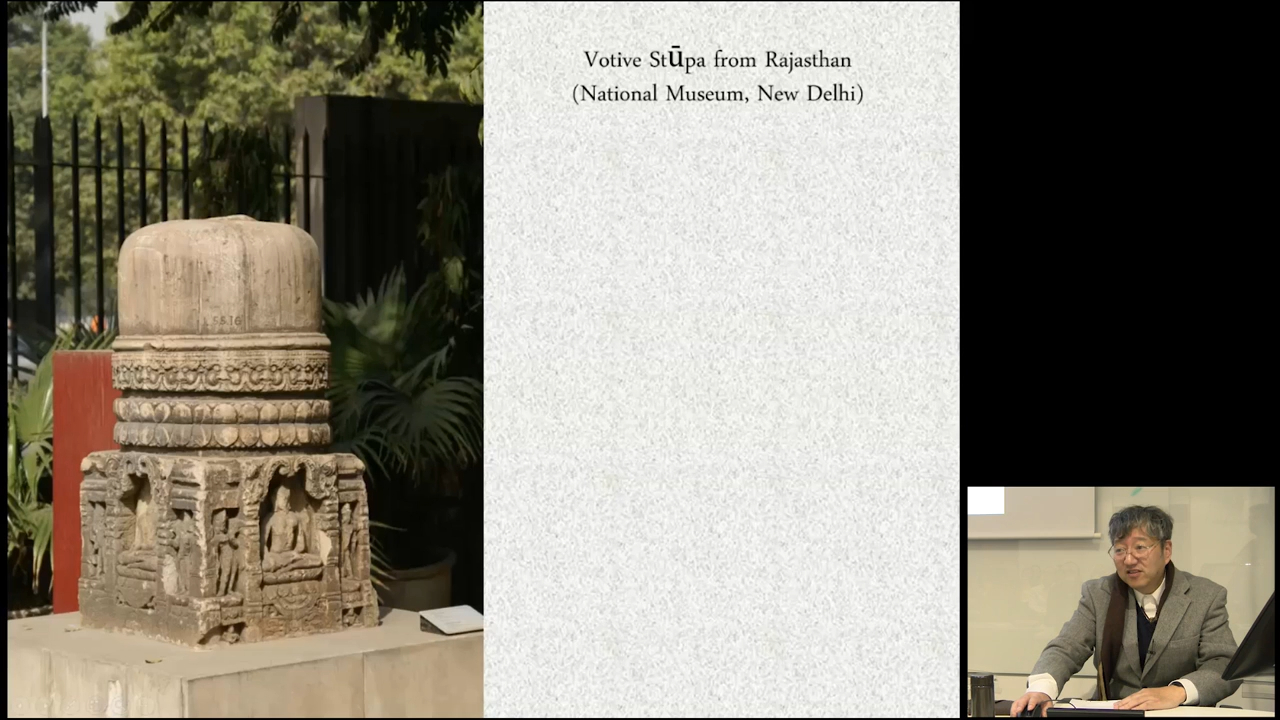 Votive Stūpa from Rajasthan
(National Museum, New Delhi)